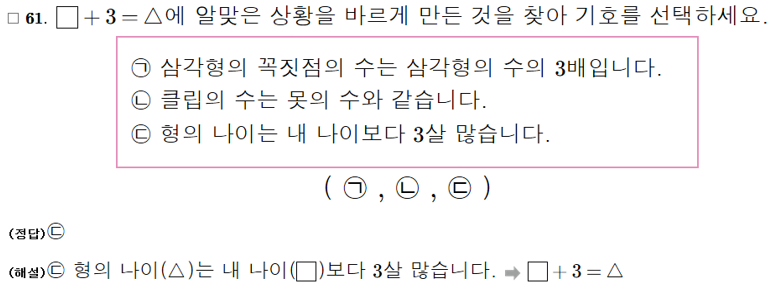 □ 61. □+3=△에 알맞은 상황을 바르게 만든 것을 찾아 기호를 선택하세요.
㉠ 삼각형의 꼭짓점의 수는 삼각형의 수의 3배입니다.
㉡ 클립의 수는 못의 수와 같습니다.
㉢ 형의 나이는 내 나이보다 3살 많습니다.
( ㉠ , ㉡ , ㉢ )
(정답)㉢
(해설)㉢ 형의 나이(△)는 내 나이(□)보다 3살 많습니다. ➡ □+3=△